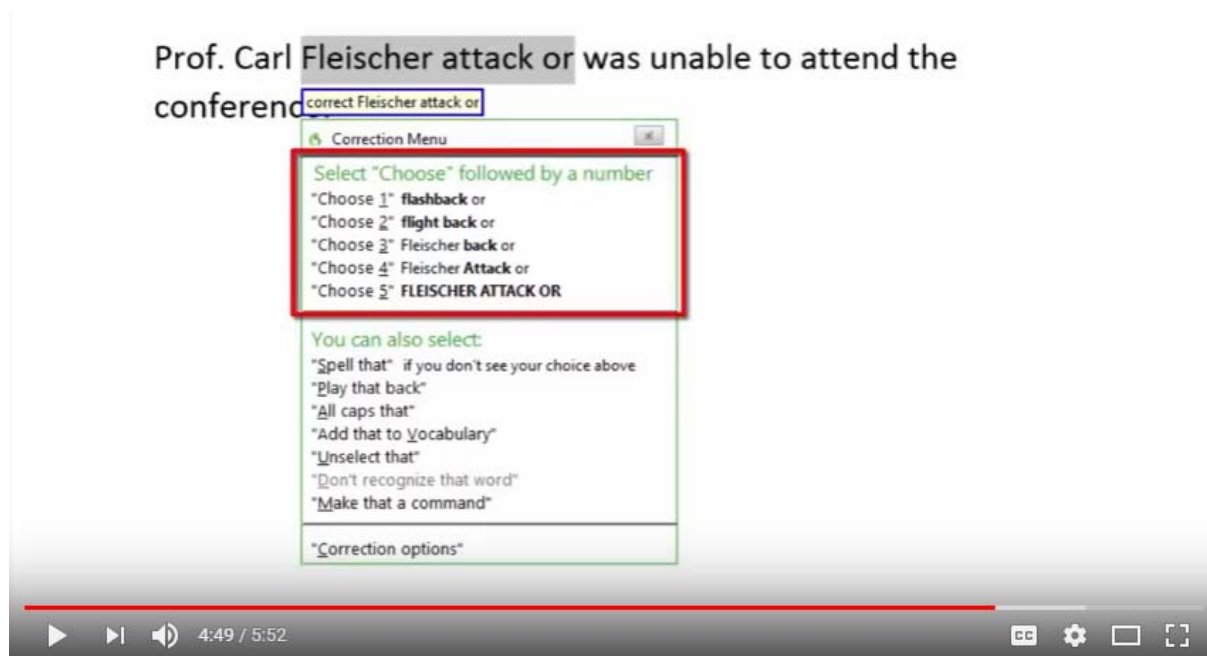 Prof. Carl Fleischer attack or was unable to attend the
conferenc
correct Fleischer attack or
Correction Menu
Select "Choose" followed by a number
"Choose 1" flashback or
"Choose 2" flight back or
"Choose 3" Fleischer back or
"Choose 4" Fleischer Attack or
"Choose 5" FLEISCHER ATTACK OR
You can also select:
"Spell that" if you don't see your choice above
"Play that back"
"All caps that"
"Add that to Vocabulary"
"Unselect that"
"Don't recognize that word"
"Make that a command"
"Correction options"
4:49 / 5:52
CC